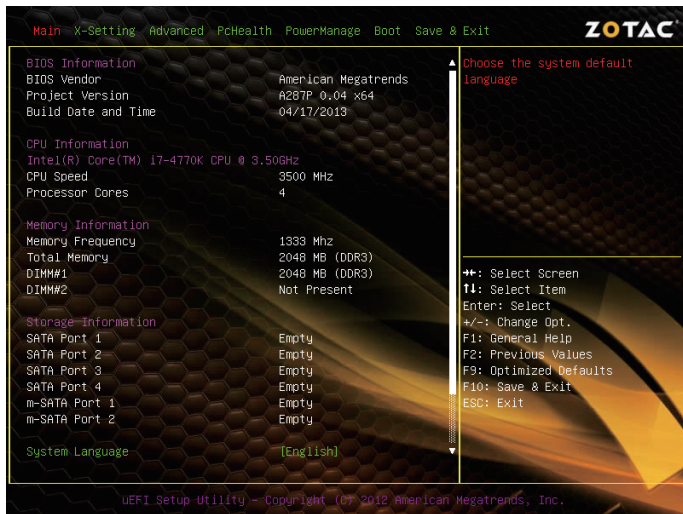 Main X-Setting Advanced PcHealth PowerManage Boot Save & Exit
ZOTAC
BIOS Information
BIOS Vendor American Megatrends
Project Version A287P 0.04 x64
Build Date and Time 04/17/2013
CPU Information
Intel(R) Core(TM) i7-4770K CPU @ 3.50GHz
CPU Speed 3500 MHz
Processor Cores 4
Memory Information
Memory Frequency 1333 Mhz
Total Memory 2048 MB (DDR3)
DIMM#1 2048 MB (DDR3)
DIMM#2 Not Present
Storage Information
SATA Port 1 Empty
SATA Port 2 Empty
SATA Port 3 Empty
SATA Port 4 Empty
m-SATA Port 1 Empty
m-SATA Port 2 Empty
System Language [English]
Choose the system default
language
→←: Select Screen
↑↓: Select Item
Enter: Select
+/-: Change Opt.
F1: General Help
F2: Previous Values
F9: Optimized Defaults
F10: Save & Exit
ESC: Exit
uEFI Setup Utility - Copyright (C) 2012 American Megatrends, Inc.